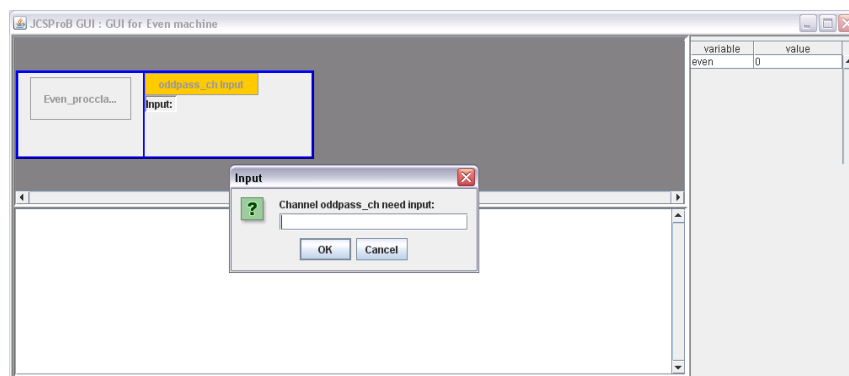 JCSProB GUI : GUI for Even machine
variable value
even 0
Even_proccla...
oddpass_ch input
Input:
Input
?
Channel oddpass_ch need input:
OK Cancel